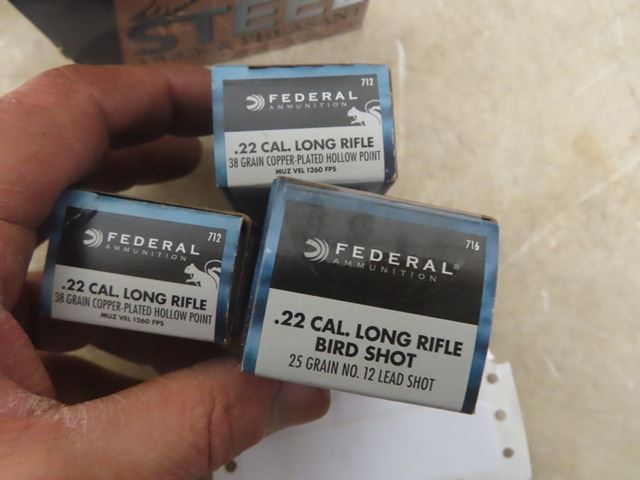 STEEL
DUCK & PHEASANT
712
FEDERAL
AMMUNITION
.22 CAL. LONG RIFLE
38 GRAIN COPPER-PLATED HOLLOW POINT
MUZ VEL 1260 FPS
712
FEDERAL
AMMUNITION
.22 CAL. LONG RIFLE
38 GRAIN COPPER-PLATED HOLLOW POINT
MUZ VEL 1260 FPS
716
FEDERAL®
AMMUNITION
.22 CAL. LONG RIFLE
BIRD SHOT
25 GRAIN NO. 12 LEAD SHOT